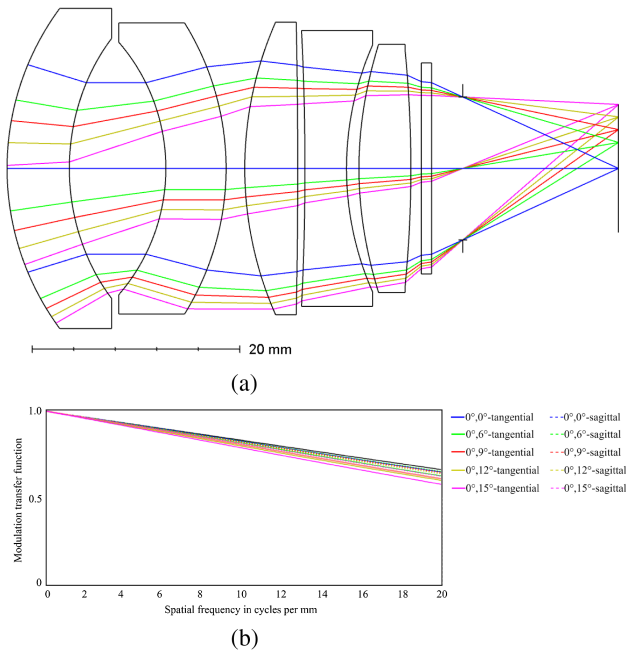 20 mm
(a)
Modulation transfer function
1.0
0.5
0
0 2 4 6 8 10 12 14 16 18 20
Spatial frequency in cycles per mm
0°,0°-tangential 0°,0°-sagittal
0°,6°-tangential 0°,6°-sagittal
0°,9°-tangential 0°,9°-sagittal
0°,12°-tangential 0°,12°-sagittal
0°,15°-tangential 0°,15°-sagittal
(b)